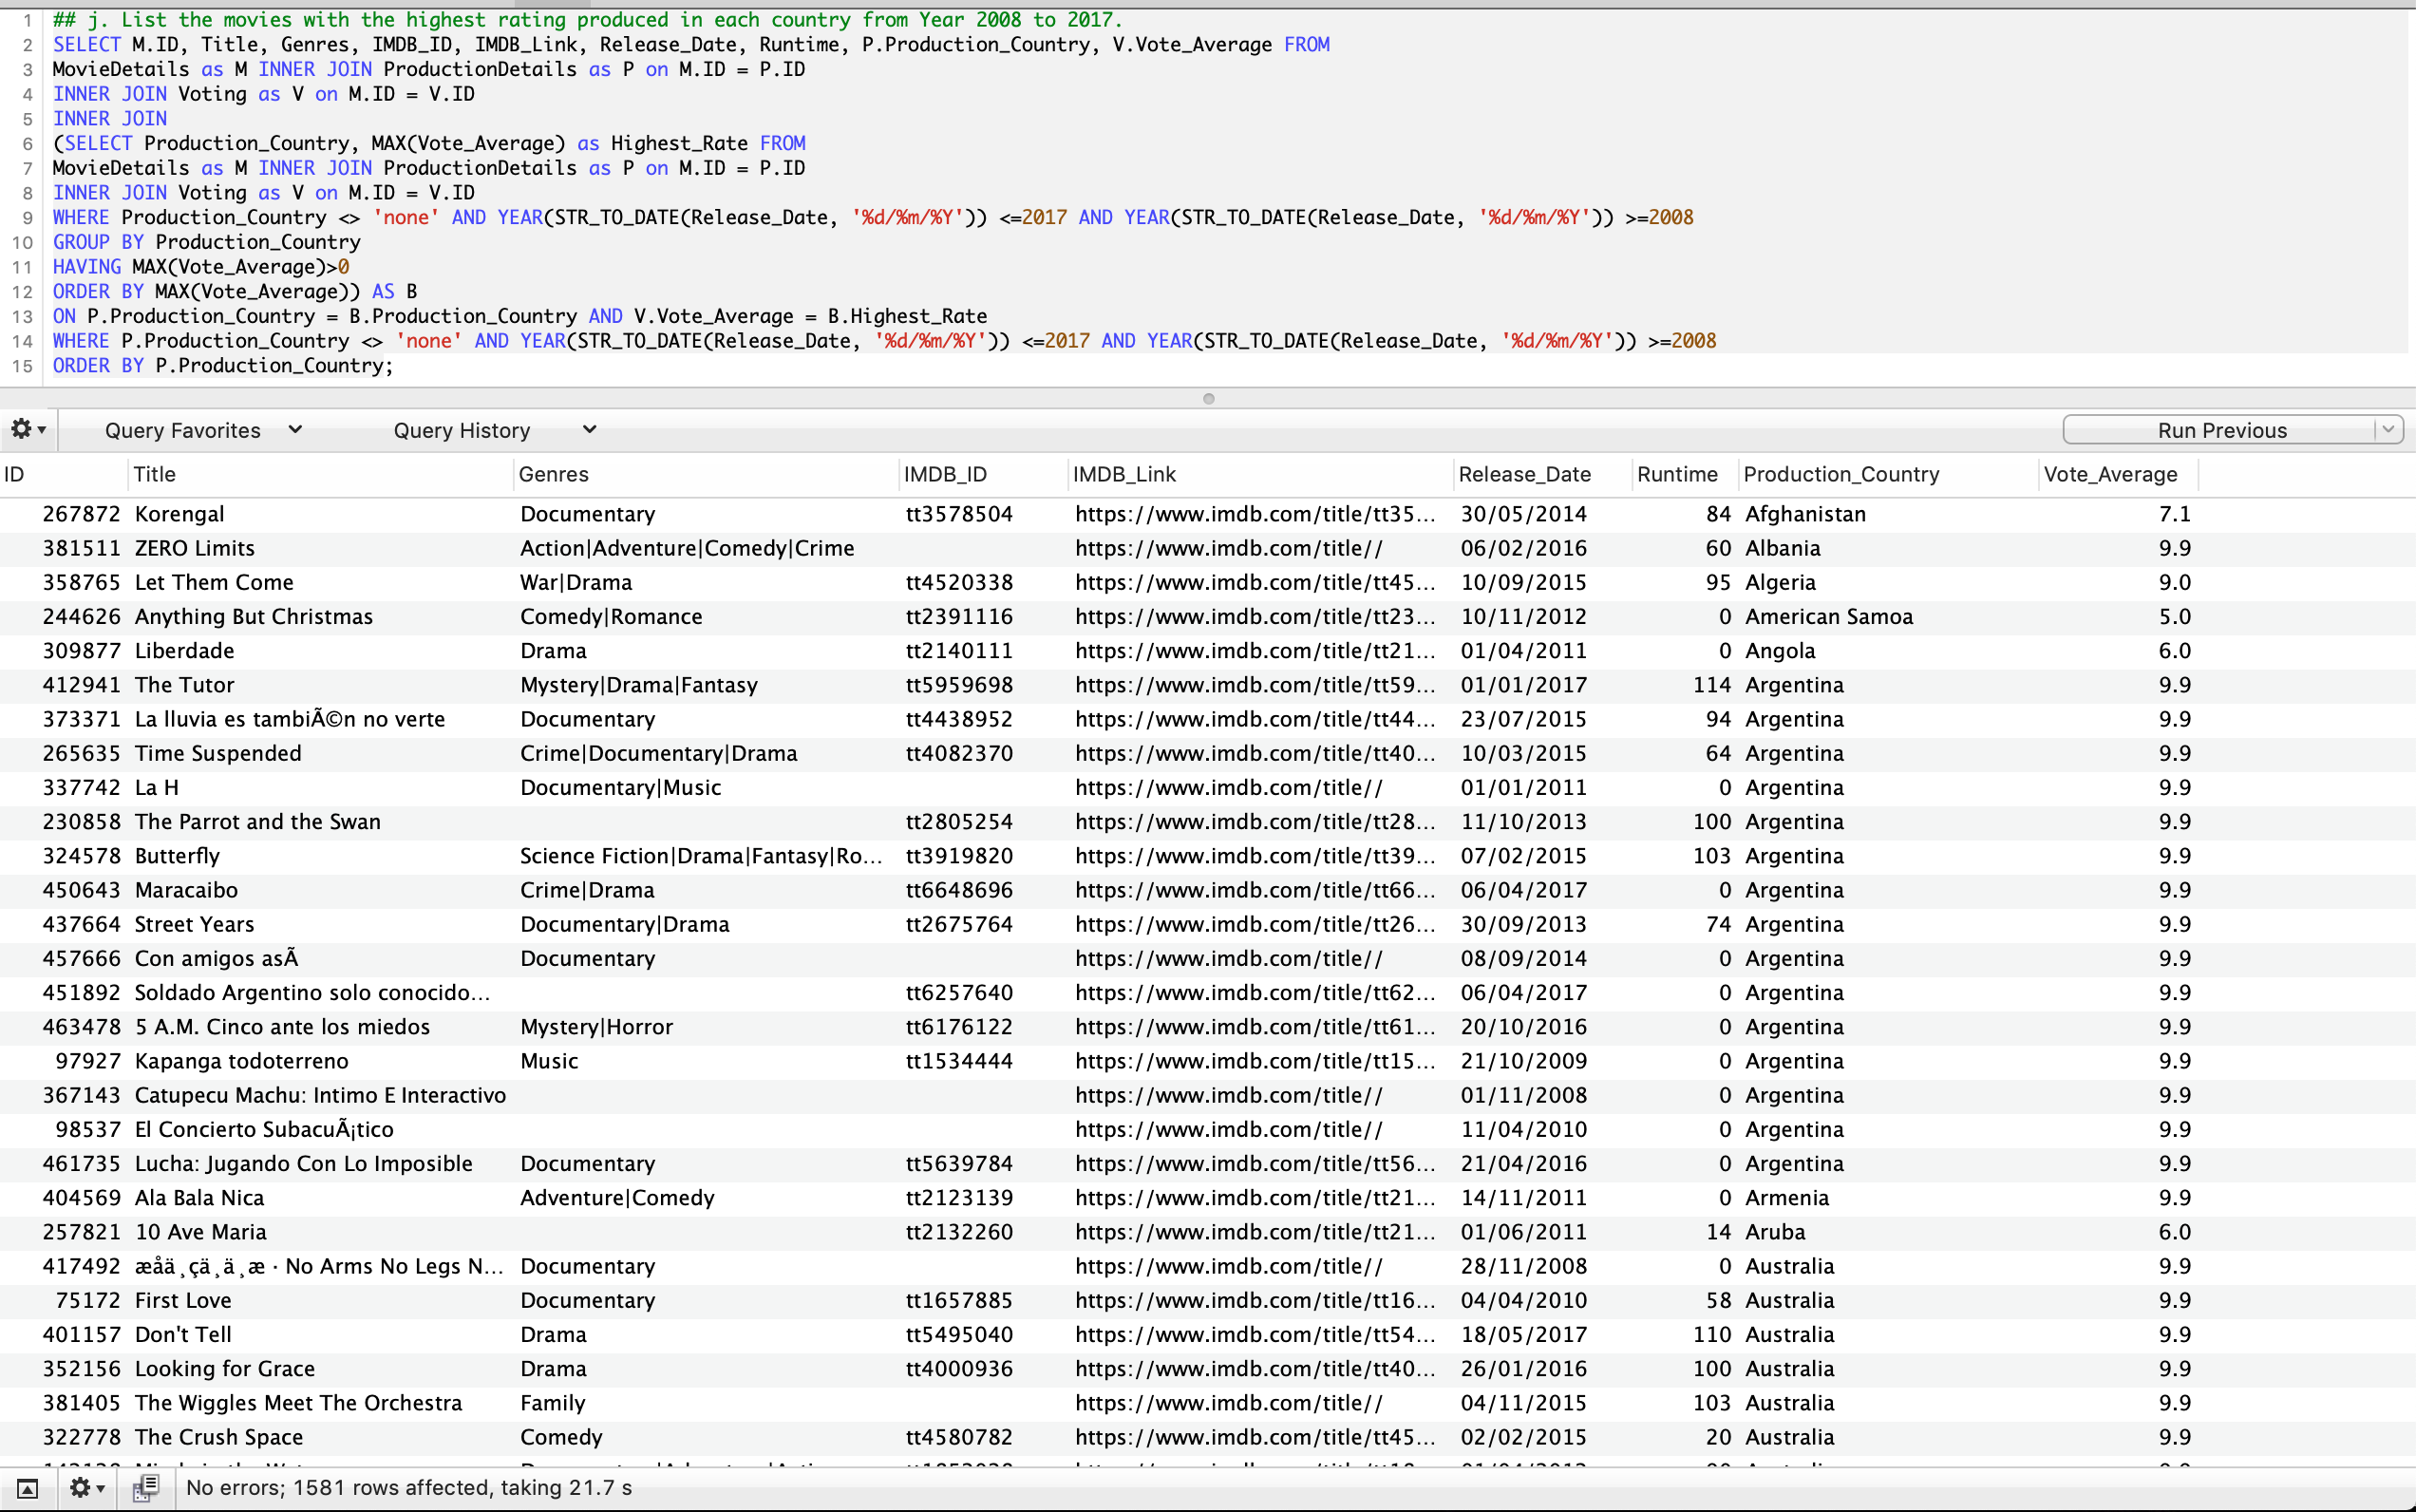 1 ## j. List the movies with the highest rating produced in each country from Year 2008 to 2017.
2 SELECT M.ID, Title, Genres, IMDB_ID, IMDB_Link, Release_Date, Runtime, P.Production_Country, V.Vote_Average FROM
3 MovieDetails as M INNER JOIN ProductionDetails as P on M.ID = P.ID
4 INNER JOIN Voting as V on M.ID = V.ID
5 INNER JOIN
6 (SELECT Production_Country, MAX(Vote_Average) as Highest_Rate FROM
7 MovieDetails as M INNER JOIN ProductionDetails as P on M.ID = P.ID
8 INNER JOIN Voting as V on M.ID = V.ID
9 WHERE Production_Country <> 'none' AND YEAR(STR_TO_DATE(Release_Date, '%d/%m/%Y')) <=2017 AND YEAR(STR_TO_DATE(Release_Date, '%d/%m/%Y')) >=2008
10 GROUP BY Production_Country
11 HAVING MAX(Vote_Average)>0
12 ORDER BY MAX(Vote_Average)) AS B
13 ON P.Production_Country = B.Production_Country AND V.Vote_Average = B.Highest_Rate
14 WHERE P.Production_Country <> 'none' AND YEAR(STR_TO_DATE(Release_Date, '%d/%m/%Y')) <=2017 AND YEAR(STR_TO_DATE(Release_Date, '%d/%m/%Y')) >=2008
15 ORDER BY P.Production_Country;
Query Favorites Query History Run Previous
ID Title Genres IMDB_ID IMDB_Link Release_Date Runtime Production_Country Vote_Average
267872 Korengal Documentary tt3578504 https://www.imdb.com/title/tt35... 30/05/2014 84 Afghanistan 7.1
381511 ZERO Limits Action|Adventure|Comedy|Crime https://www.imdb.com/title// 06/02/2016 60 Albania 9.9
358765 Let Them Come War|Drama tt4520338 https://www.imdb.com/title/tt45... 10/09/2015 95 Algeria 9.0
244626 Anything But Christmas Comedy|Romance tt2391116 https://www.imdb.com/title/tt23... 10/11/2012 0 American Samoa 5.0
309877 Liberdade Drama tt2140111 https://www.imdb.com/title/tt21... 01/04/2011 0 Angola 6.0
412941 The Tutor Mystery|Drama|Fantasy tt5959698 https://www.imdb.com/title/tt59... 01/01/2017 114 Argentina 9.9
373371 La lluvia es tambiÃ©n no verte Documentary tt4438952 https://www.imdb.com/title/tt44... 23/07/2015 94 Argentina 9.9
265635 Time Suspended Crime|Documentary|Drama tt4082370 https://www.imdb.com/title/tt40... 10/03/2015 64 Argentina 9.9
337742 La H Documentary|Music https://www.imdb.com/title// 01/01/2011 0 Argentina 9.9
230858 The Parrot and the Swan tt2805254 https://www.imdb.com/title/tt28... 11/10/2013 100 Argentina 9.9
324578 Butterfly Science Fiction|Drama|Fantasy|Ro... tt3919820 https://www.imdb.com/title/tt39... 07/02/2015 103 Argentina 9.9
450643 Maracaibo Crime|Drama tt6648696 https://www.imdb.com/title/tt66... 06/04/2017 0 Argentina 9.9
437664 Street Years Documentary|Drama tt2675764 https://www.imdb.com/title/tt26... 30/09/2013 74 Argentina 9.9
457666 Con amigos asÃ Documentary https://www.imdb.com/title// 08/09/2014 0 Argentina 9.9
451892 Soldado Argentino solo conocido... tt6257640 https://www.imdb.com/title/tt62... 06/04/2017 0 Argentina 9.9
463478 5 A.M. Cinco ante los miedos Mystery|Horror tt6176122 https://www.imdb.com/title/tt61... 20/10/2016 0 Argentina 9.9
97927 Kapanga todoterreno Music tt1534444 https://www.imdb.com/title/tt15... 21/10/2009 0 Argentina 9.9
367143 Catupecu Machu: Intimo E Interactivo https://www.imdb.com/title// 01/11/2008 0 Argentina 9.9
98537 El Concierto SubacuÃ¡tico https://www.imdb.com/title// 11/04/2010 0 Argentina 9.9
461735 Lucha: Jugando Con Lo Imposible Documentary tt5639784 https://www.imdb.com/title/tt56... 21/04/2016 0 Argentina 9.9
404569 Ala Bala Nica Adventure|Comedy tt2123139 https://www.imdb.com/title/tt21... 14/11/2011 0 Armenia 9.9
257821 10 Ave Maria tt2132260 https://www.imdb.com/title/tt21... 01/06/2011 14 Aruba 6.0
417492 æåä¸çä¸ä¸æ · No Arms No Legs N... Documentary https://www.imdb.com/title// 28/11/2008 0 Australia 9.9
75172 First Love Documentary tt1657885 https://www.imdb.com/title/tt16... 04/04/2010 58 Australia 9.9
401157 Don't Tell Drama tt5495040 https://www.imdb.com/title/tt54... 18/05/2017 110 Australia 9.9
352156 Looking for Grace Drama tt4000936 https://www.imdb.com/title/tt40... 26/01/2016 100 Australia 9.9
381405 The Wiggles Meet The Orchestra Family https://www.imdb.com/title// 04/11/2015 103 Australia 9.9
322778 The Crush Space Comedy tt4580782 https://www.imdb.com/title/tt45... 02/02/2015 20 Australia 9.9
No errors; 1581 rows affected, taking 21.7 s